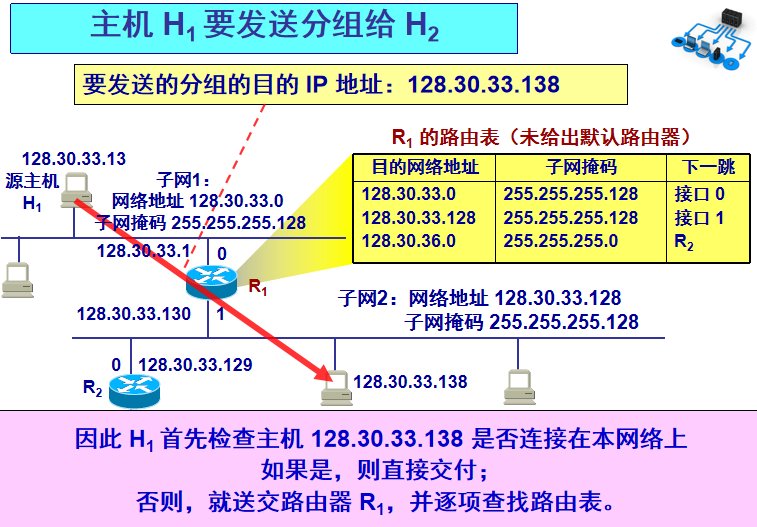 主机 H1 要发送分组给 H2
要发送的分组的目的 IP 地址：128.30.33.138
R1 的路由表（未给出默认路由器）
目的网络地址 子网掩码 下一跳
128.30.33.0 255.255.255.128 接口 0
128.30.33.128 255.255.255.128 接口 1
128.30.36.0 255.255.255.0 R2
128.30.33.13
源主机
H1
子网1：
网络地址 128.30.33.0
子网掩码 255.255.255.128
128.30.33.1
0
R1
128.30.33.130
1
子网2：网络地址 128.30.33.128
子网掩码 255.255.255.128
0
128.30.33.129
R2
128.30.33.138
因此 H1 首先检查主机 128.30.33.138 是否连接在本网络上
如果是，则直接交付；
否则，就送交路由器 R1，并逐项查找路由表。